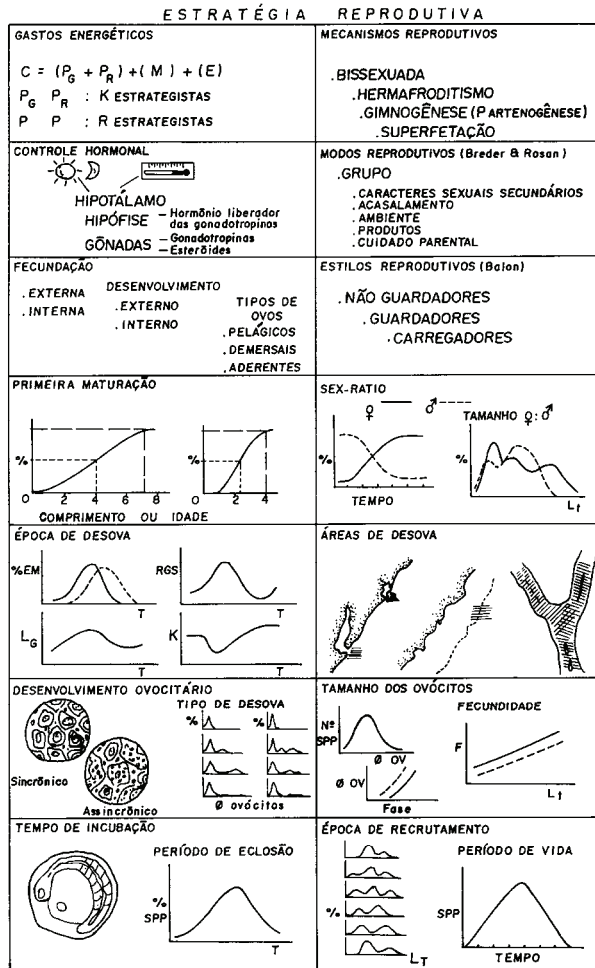 ESTRATÉGIA REPRODUTIVA
GASTOS ENERGÉTICOS
C = (PG + PR) + (M) + (E)
PG PR : K ESTRATEGISTAS
P P : R ESTRATEGISTAS
MECANISMOS REPRODUTIVOS
.BISSEXUADA
.HERMAFRODITISMO
.GIMNOGÊNESE (PARTENOGÊNESE)
.SUPERFETAÇÃO
CONTROLE HORMONAL
HIPOTÁLAMO
HIPÓFISE – Hormônio liberador
das gonadotropinos
GÔNADAS – Gonadotropinas
– Esteróides
MODOS REPRODUTIVOS (Breder & Rosan)
.GRUPO
.CARACTERES SEXUAIS SECUNDÁRIOS
.ACASALAMENTO
.AMBIENTE
.PRODUTOS
.CUIDADO PARENTAL
FECUNDAÇÃO
.EXTERNA
.INTERNA
DESENVOLVIMENTO
.EXTERNO
.INTERNO
TIPOS DE
OVOS
.PELÁGICOS
.DEMERSAIS
.ADERENTES
ESTILOS REPRODUTIVOS (Balon)
.NÃO GUARDADORES
.GUARDADORES
.CARREGADORES
PRIMEIRA MATURAÇÃO
%
0 2 4 6 8
%
0 2 4
COMPRIMENTO OU IDADE
SEX-RATIO
♀ ♂
%
TEMPO
TAMANHO ♀:♂
%
Lt
ÉPOCA DE DESOVA
%EM
T
RGS
T
LG
T
K
T
ÁREAS DE DESOVA
DESENVOLVIMENTO OVOCITÁRIO
Sincrônico
Assincrônico
TIPO DE DESOVA
% %
Ø ovócitos
TAMANHO DOS OVÓCITOS
Nº
SPP
Ø OV
Ø OV
Fase
FECUNDIDADE
F
Lt
TEMPO DE INCUBAÇÃO
PERÍODO DE ECLOSÃO
%
SPP
T
ÉPOCA DE RECRUTAMENTO
%
LT
PERÍODO DE VIDA
SPP
TEMPO